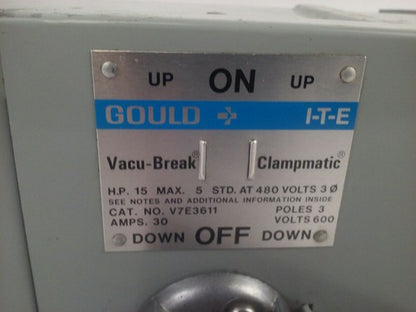 UP ON UP
GOULD I-T-E
Vacu-Break® Clampmatic®
H.P. 15 MAX. 5 STD. AT 480 VOLTS 3 Ø
SEE NOTES AND ADDITIONAL INFORMATION INSIDE
CAT. NO. V7E3611 POLES 3
AMPS. 30 VOLTS 600
DOWN OFF DOWN